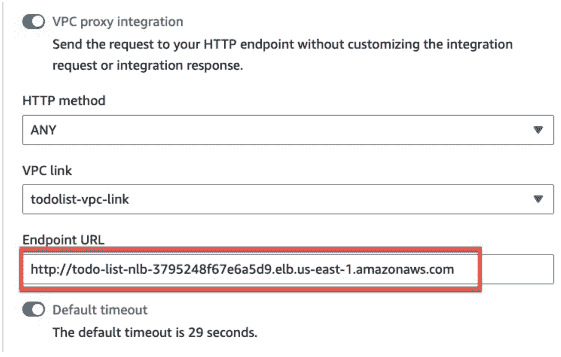 VPC proxy integration
Send the request to your HTTP endpoint without customizing the integration
request or integration response.
HTTP method
ANY
VPC link
todolist-vpc-link
Endpoint URL
http://todo-list-nlb-3795248f67e6a5d9.elb.us-east-1.amazonaws.com
Default timeout
The default timeout is 29 seconds.